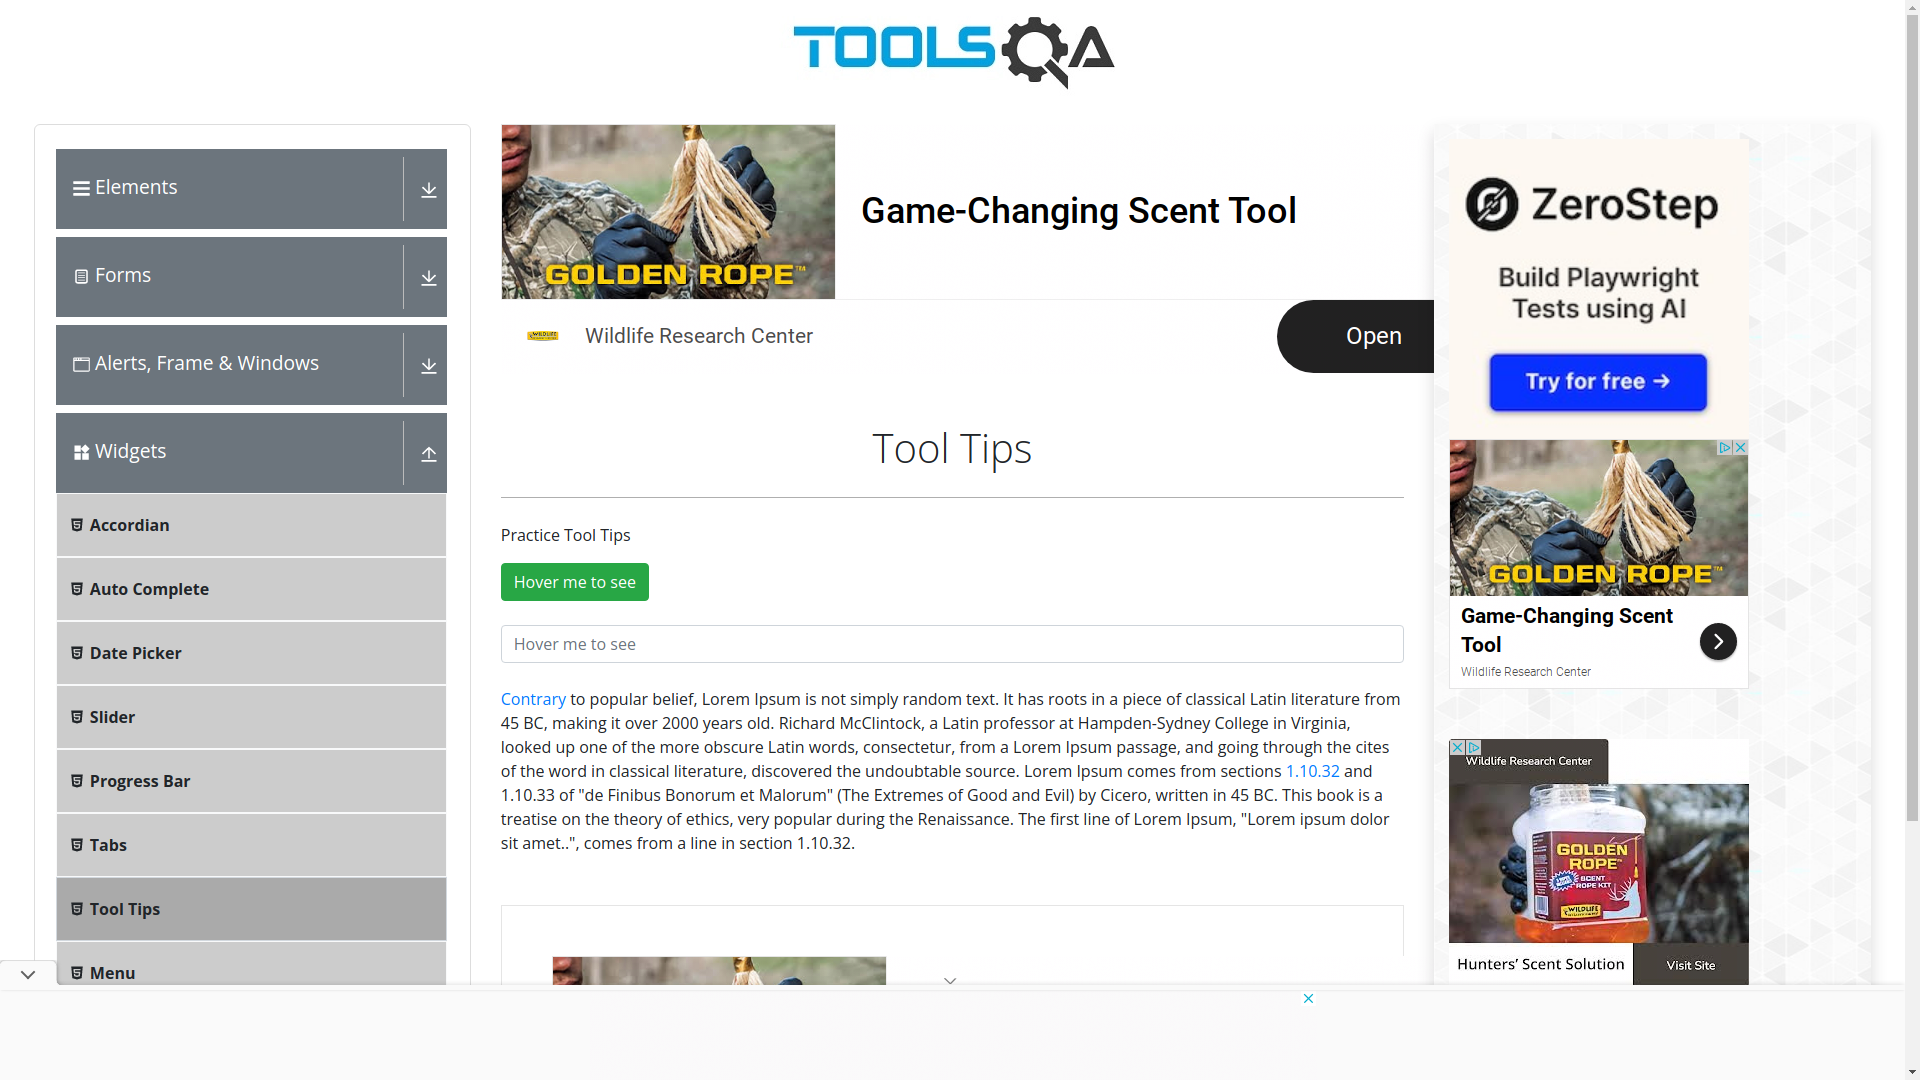 TOOLSQA
Elements
Forms
Alerts, Frame & Windows
Widgets
Accordian
Auto Complete
Date Picker
Slider
Progress Bar
Tabs
Tool Tips
Menu
GOLDEN ROPE™
Game-Changing Scent Tool
Wildlife Research Center
Open
Tool Tips
Practice Tool Tips
Hover me to see
Hover me to see
Contrary to popular belief, Lorem Ipsum is not simply random text. It has roots in a piece of classical Latin literature from
45 BC, making it over 2000 years old. Richard McClintock, a Latin professor at Hampden-Sydney College in Virginia,
looked up one of the more obscure Latin words, consectetur, from a Lorem Ipsum passage, and going through the cites
of the word in classical literature, discovered the undoubtable source. Lorem Ipsum comes from sections 1.10.32 and
1.10.33 of "de Finibus Bonorum et Malorum" (The Extremes of Good and Evil) by Cicero, written in 45 BC. This book is a
treatise on the theory of ethics, very popular during the Renaissance. The first line of Lorem Ipsum, "Lorem ipsum dolor
sit amet..", comes from a line in section 1.10.32.
ZeroStep
Build Playwright
Tests using AI
Try for free →
GOLDEN ROPE™
Game-Changing Scent
Tool
Wildlife Research Center
Wildlife Research Center
GOLDEN
ROPE™
SCENT
ROPE KIT
WILDLIFE
Hunters' Scent Solution
Visit Site